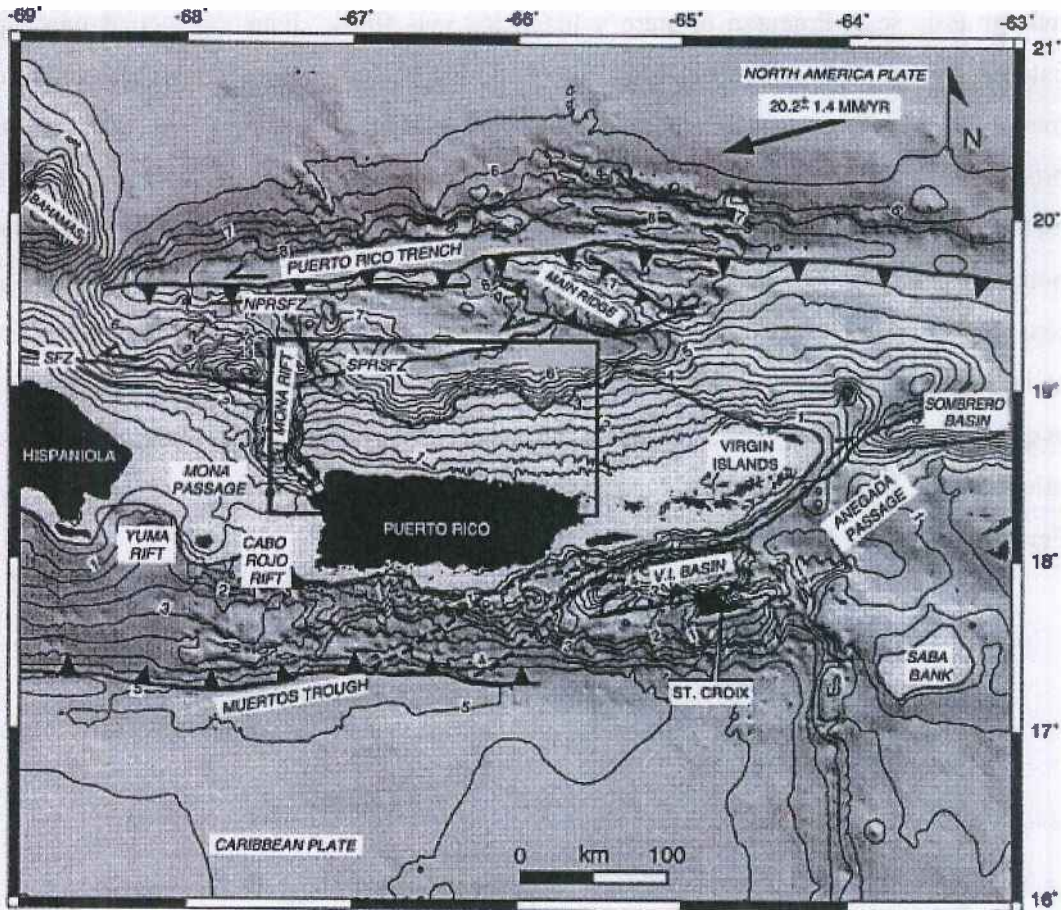 -69° -68° -67° -66° -65° -64° -63°
21°
NORTH AMERICA PLATE
20.2± 1.4 MM/YR
N
BAHAMAS
20°
PUERTO RICO TRENCH
MAIN RIDGE
NPRSFZ
SFZ
SPRSFZ
MONA RIFT
19°
SOMBRERO
BASIN
HISPANIOLA
MONA
PASSAGE
VIRGIN
ISLANDS
PUERTO RICO
ANEGADA
PASSAGE
YUMA
RIFT
CABO
ROJO
RIFT
18°
V.I. BASIN
SABA
BANK
ST. CROIX
MUERTOS TROUGH
17°
CARIBBEAN PLATE
0 km 100
16°